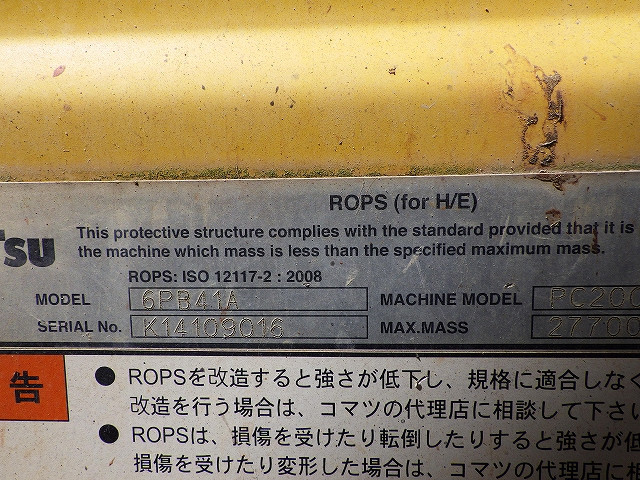 ROPS (for H/E)
TSU
This protective structure complies with the standard provided that it is
the machine which mass is less than the specified maximum mass.
ROPS: ISO 12117-2 : 2008
MODEL 6PB41A MACHINE MODEL PC200
SERIAL No. K14109016 MAX.MASS 27700
告
● ROPSを改造すると強さが低下し、規格に適合しなく
改造を行う場合は、コマツの代理店に相談して下さい
● ROPSは、損傷を受けたり転倒したりすると強さが低
損傷を受けたり変形した場合は、コマツの代理店に相